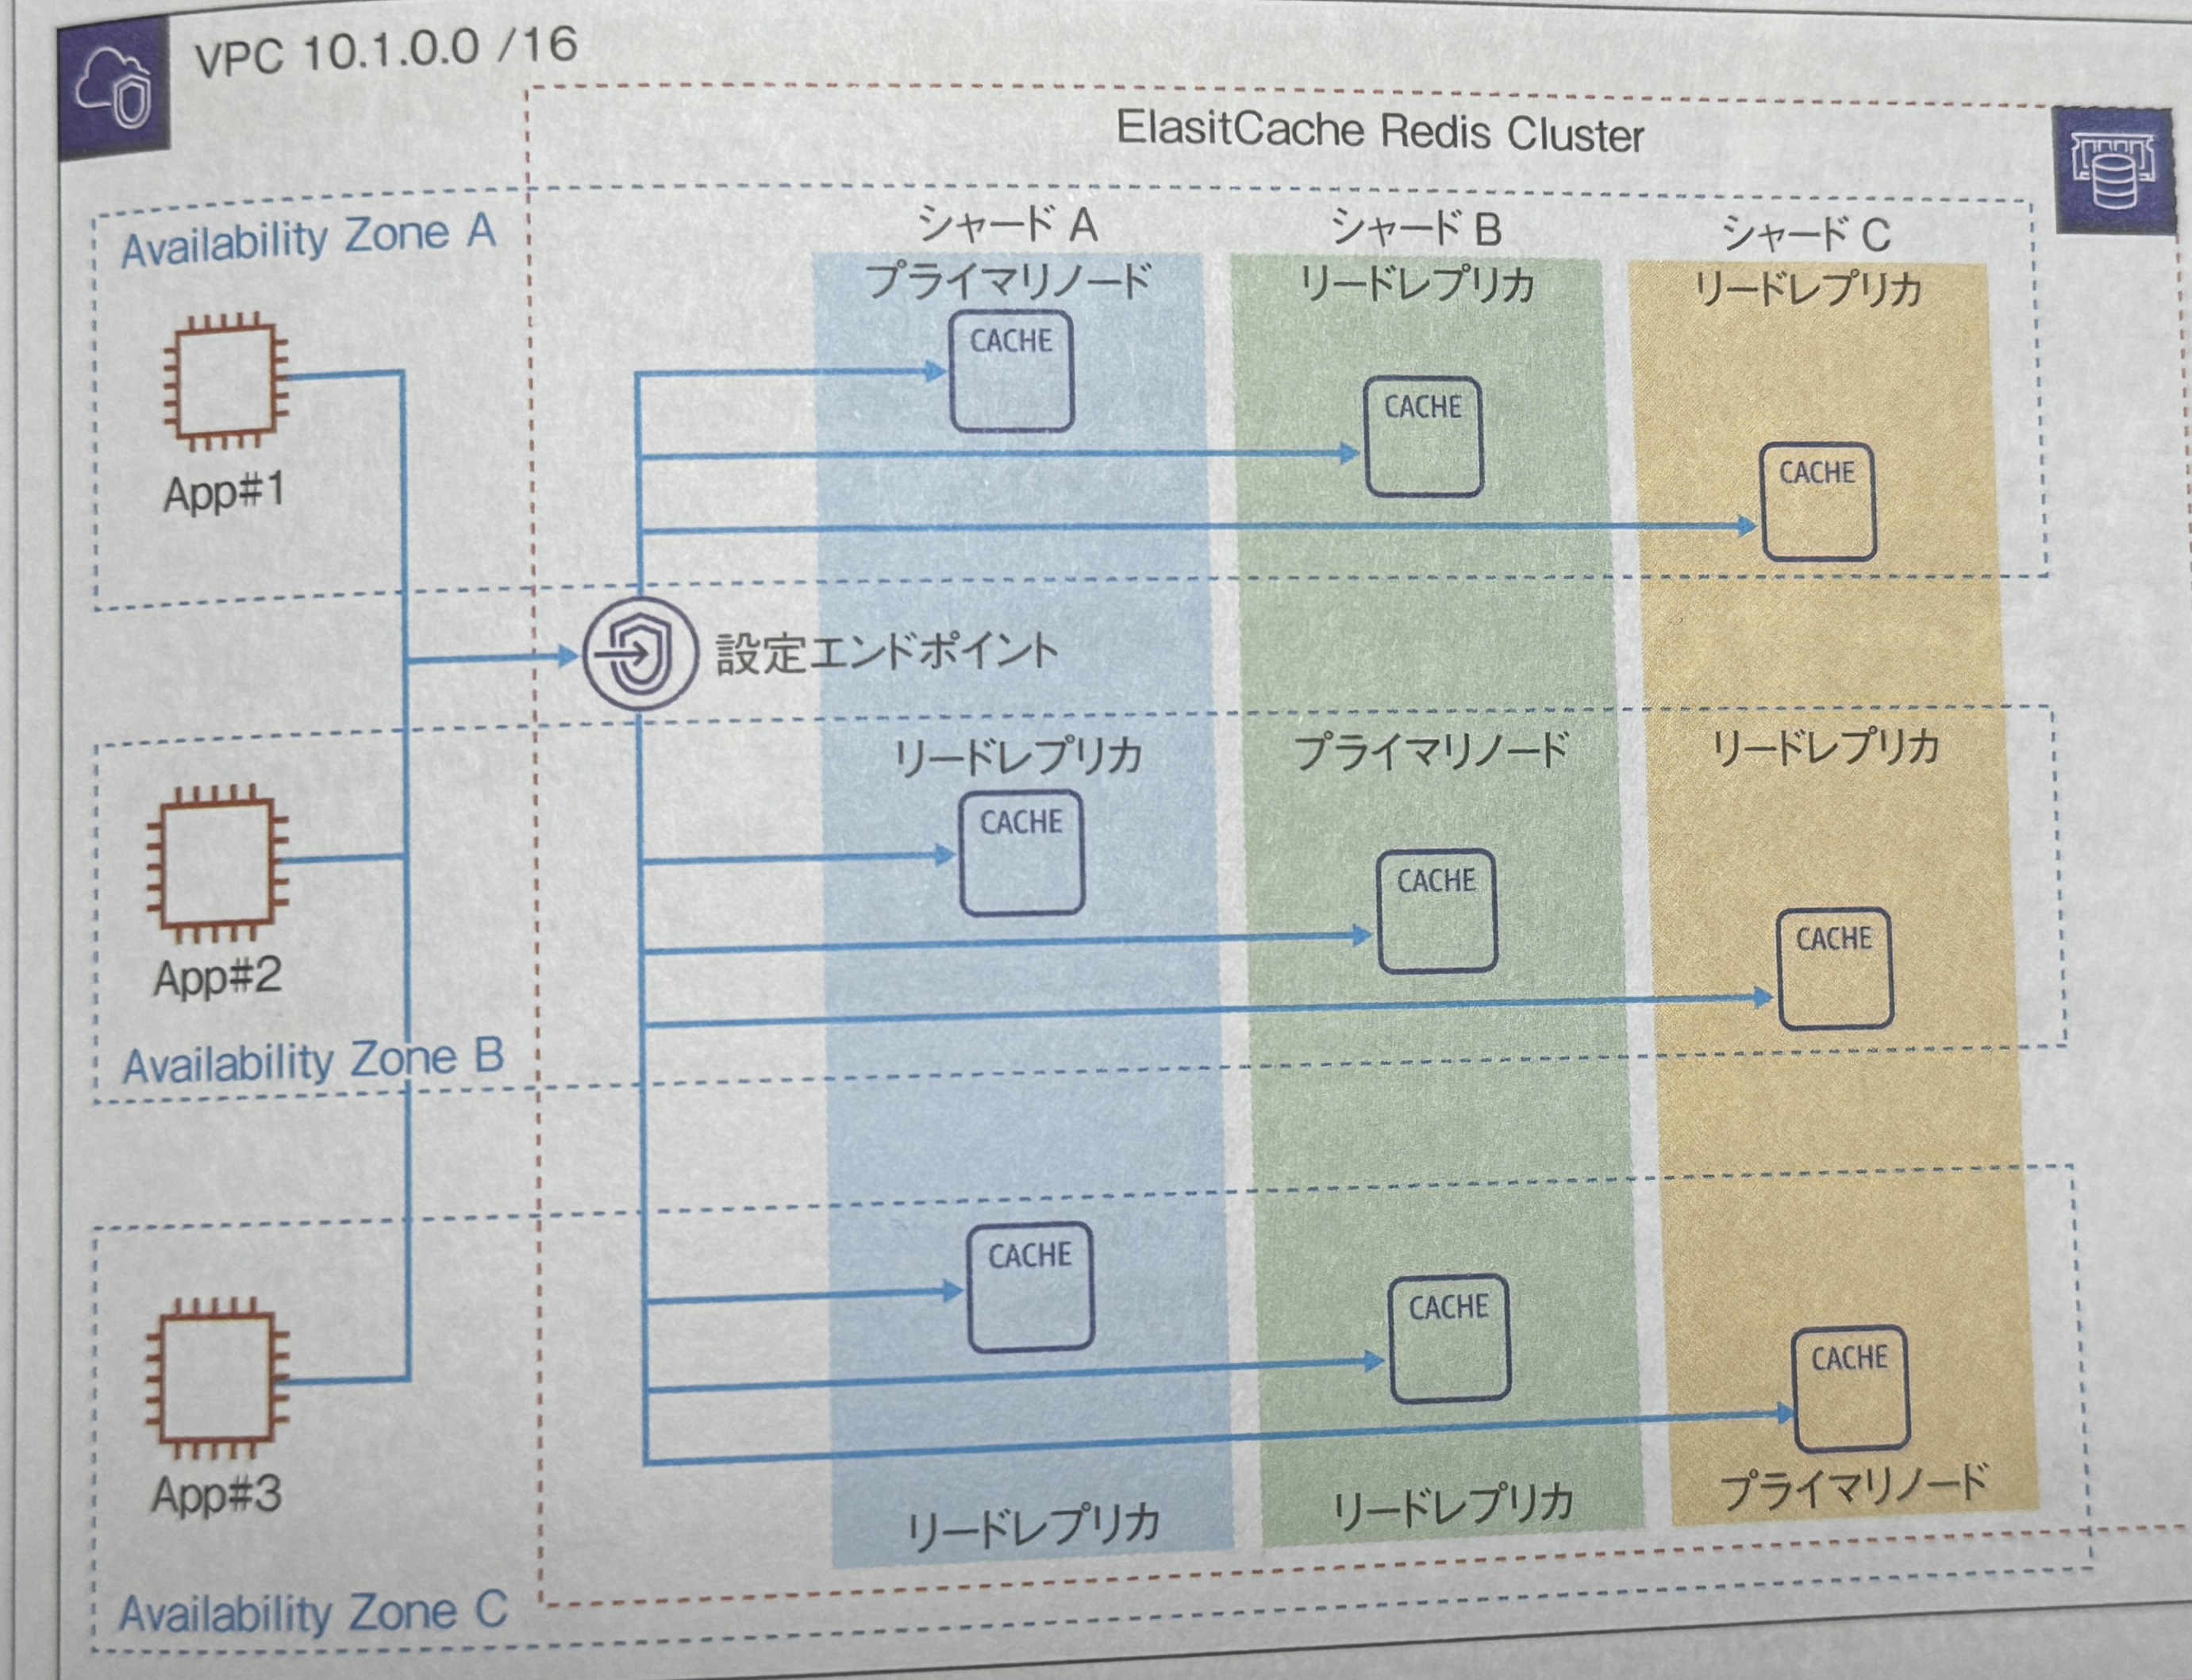 VPC 10.1.0.0 /16
ElasitCache Redis Cluster
Availability Zone A
シャード A
シャード B
シャード C
プライマリノード
リードレプリカ
リードレプリカ
CACHE
CACHE
CACHE
App#1
設定エンドポイント
リードレプリカ
プライマリノード
リードレプリカ
CACHE
CACHE
CACHE
App#2
Availability Zone B
CACHE
CACHE
CACHE
App#3
リードレプリカ
リードレプリカ
プライマリノード
Availability Zone C